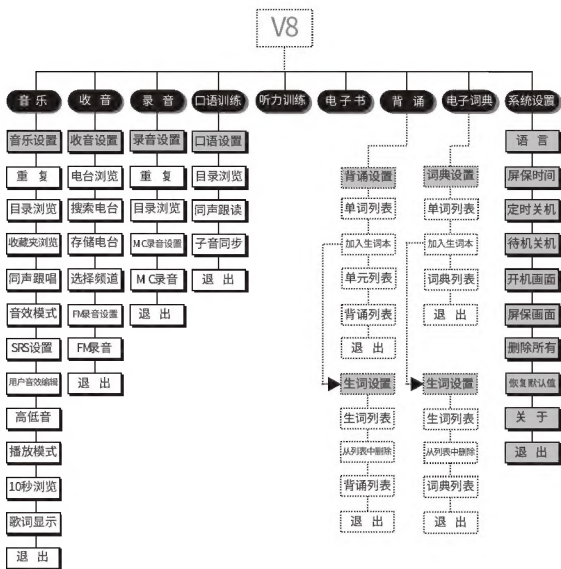 V8
音 乐
收 音
录 音
口语训练
听力训练
电子书
背 诵
电子词典
系统设置
音乐设置
重 复
目录浏览
收藏夹浏览
同声跟唱
音效模式
SRS设置
用户音效编辑
高低音
播放模式
10秒浏览
歌词显示
退 出
收音设置
电台浏览
搜索电台
存储电台
选择频道
FM录音设置
FM录音
退 出
录音设置
重 复
目录浏览
MC录音设置
MC录音
退 出
口语设置
目录浏览
同声跟读
子音同步
退 出
背诵设置
单词列表
加入生词本
单元列表
背诵列表
退 出
生词设置
生词列表
从列表中删除
背诵列表
退 出
词典设置
单词列表
加入生词本
词典列表
退 出
生词设置
生词列表
从列表中删除
词典列表
退 出
语 言
屏保时间
定时关机
待机关机
开机画面
屏保画面
删除所有
恢复默认值
关 于
退 出